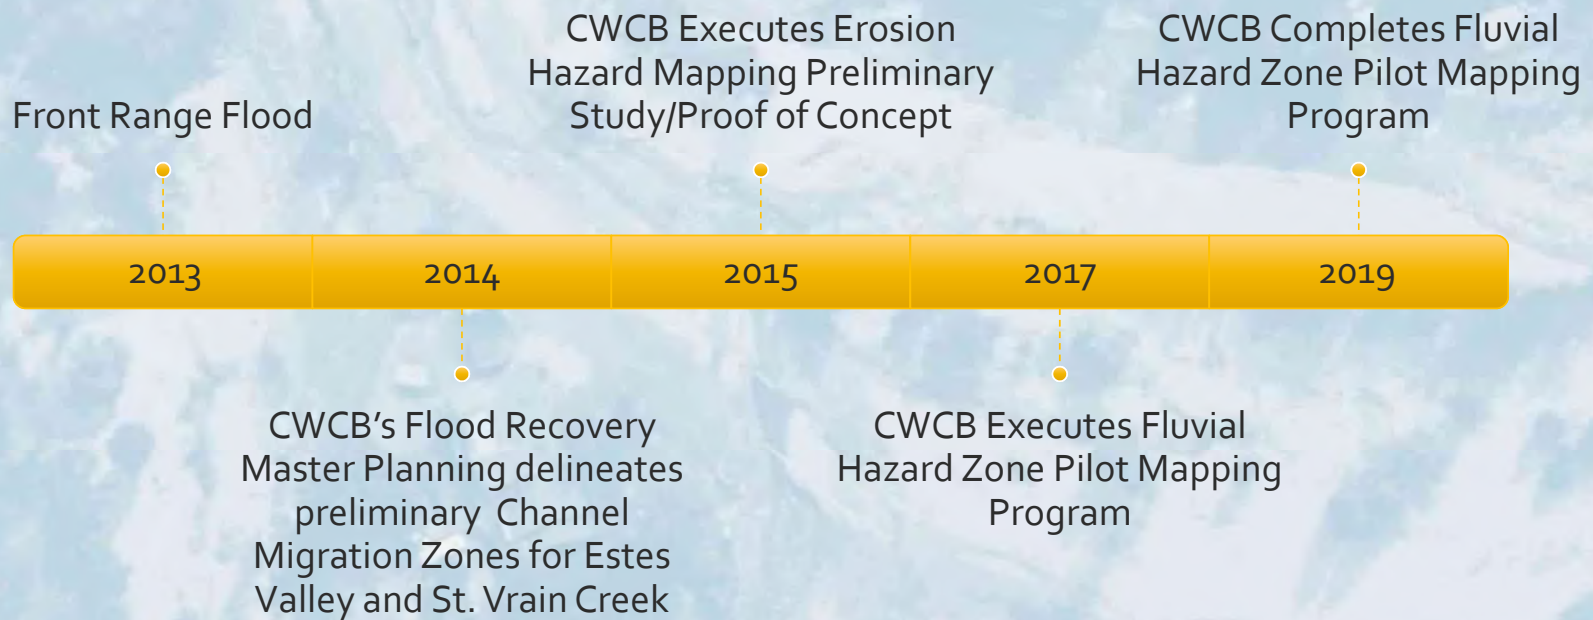 Front Range Flood
CWCB Executes Erosion
Hazard Mapping Preliminary
Study/Proof of Concept
CWCB Completes Fluvial
Hazard Zone Pilot Mapping
Program
2013
2014
2015
2017
2019
CWCB’s Flood Recovery
Master Planning delineates
preliminary Channel
Migration Zones for Estes
Valley and St. Vrain Creek
CWCB Executes Fluvial
Hazard Zone Pilot Mapping
Program